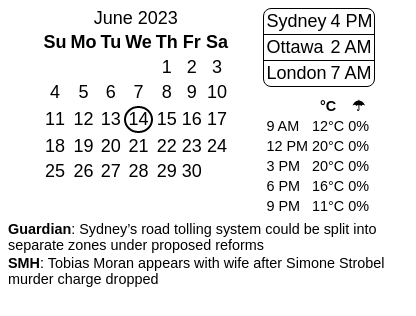 June 2023
Su Mo Tu We Th Fr Sa
1 2 3
4 5 6 7 8 9 10
11 12 13 14 15 16 17
18 19 20 21 22 23 24
25 26 27 28 29 30
Sydney 4 PM
Ottawa 2 AM
London 7 AM
°C ☂
9 AM 12°C 0%
12 PM 20°C 0%
3 PM 20°C 0%
6 PM 16°C 0%
9 PM 11°C 0%
Guardian: Sydney’s road tolling system could be split into
separate zones under proposed reforms
SMH: Tobias Moran appears with wife after Simone Strobel
murder charge dropped